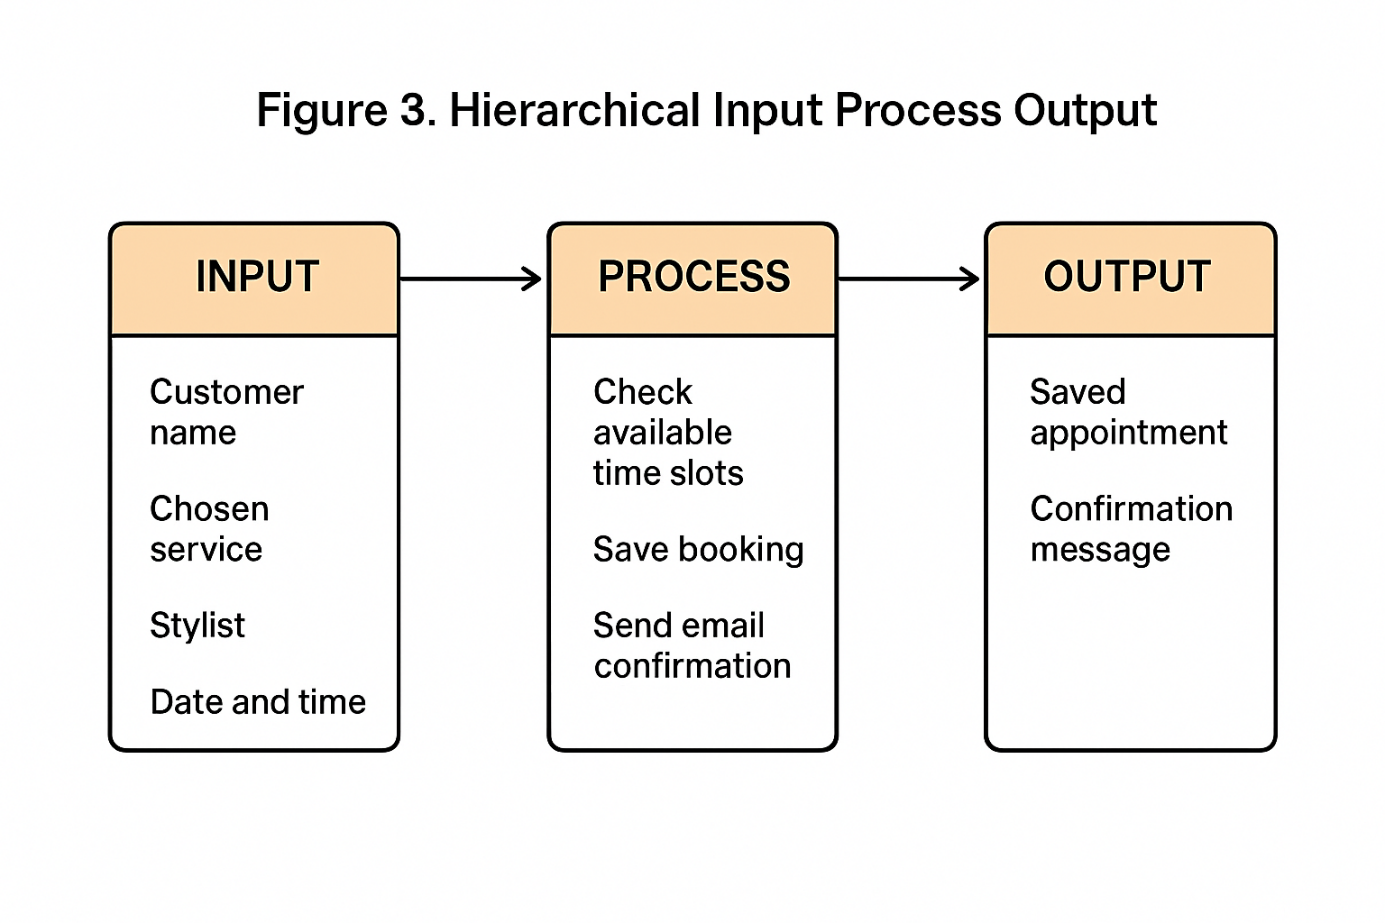 Figure 3. Hierarchical Input Process Output
INPUT
Customer
name
Chosen
service
Stylist
Date and time
PROCESS
Check
available
time slots
Save booking
Send email
confirmation
OUTPUT
Saved
appointment
Confirmation
message